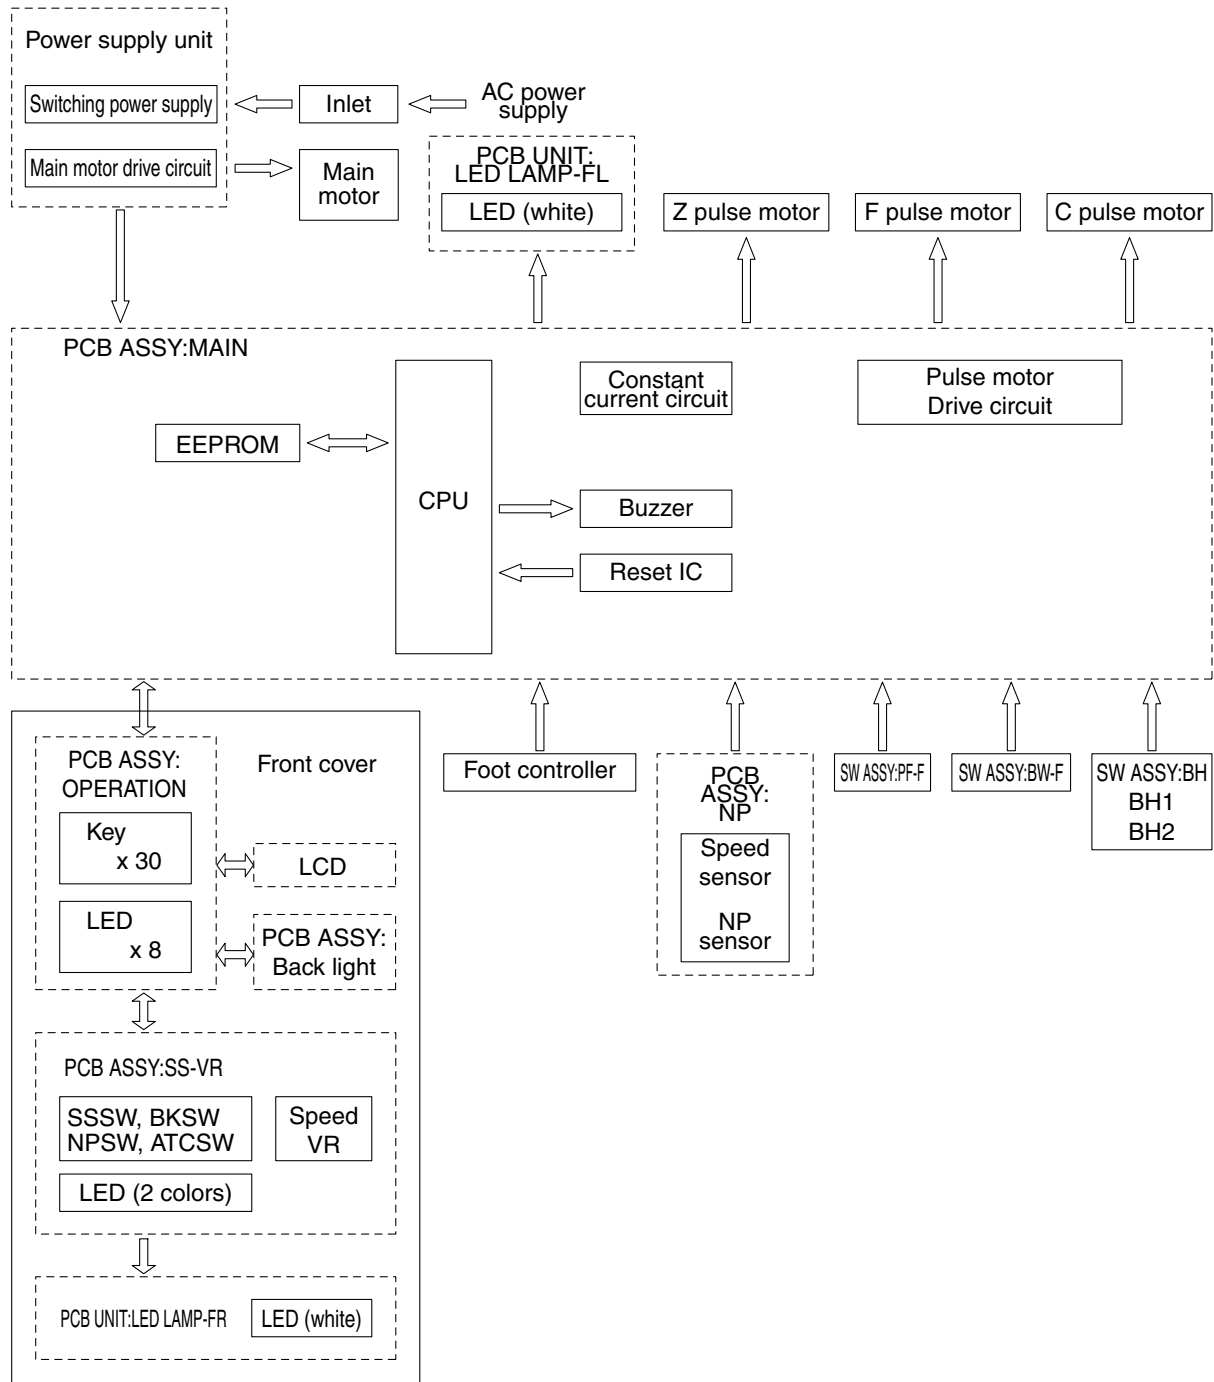 Power supply unit
Switching power supply
Inlet
AC power
supply
Main motor drive circuit
Main
motor
PCB UNIT:
LED LAMP-FL
LED (white)
Z pulse motor
F pulse motor
C pulse motor
PCB ASSY:MAIN
Constant
current circuit
Pulse motor
Drive circuit
EEPROM
CPU
Buzzer
Reset IC
PCB ASSY:
OPERATION
Front cover
Key
x 30
LCD
LED
x 8
PCB ASSY:
Back light
PCB ASSY:SS-VR
SSSW, BKSW
NPSW, ATCSW
Speed
VR
LED (2 colors)
PCB UNIT:LED LAMP-FR
LED (white)
Foot controller
PCB
ASSY:
NP
Speed
sensor
NP
sensor
SW ASSY:PF-F
SW ASSY:BW-F
SW ASSY:BH
BH1
BH2